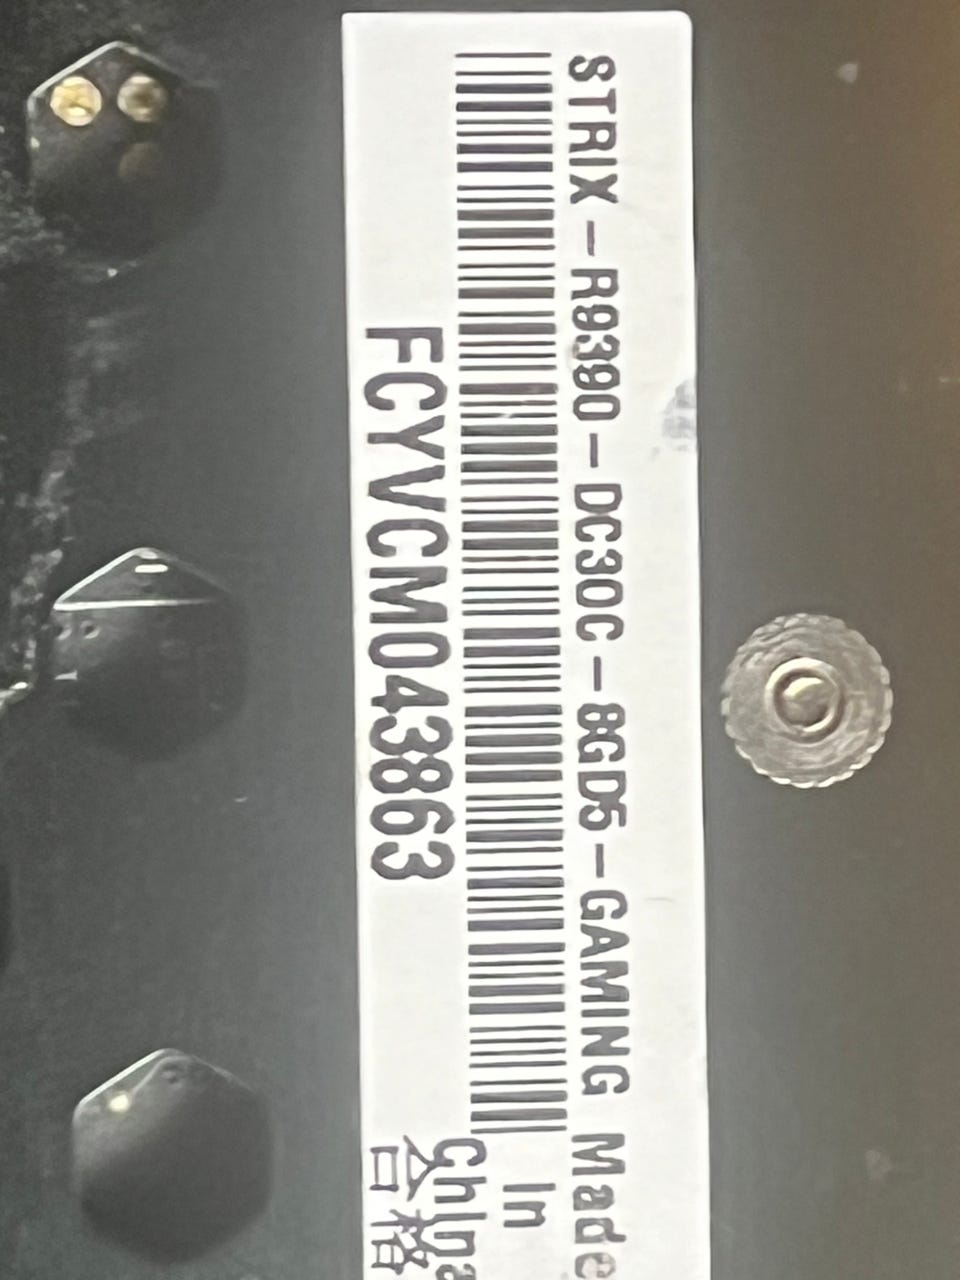 STRIX-R9390-DC3OC-8GD5-GAMING
FCYVCM043863
Made
In
China
合格